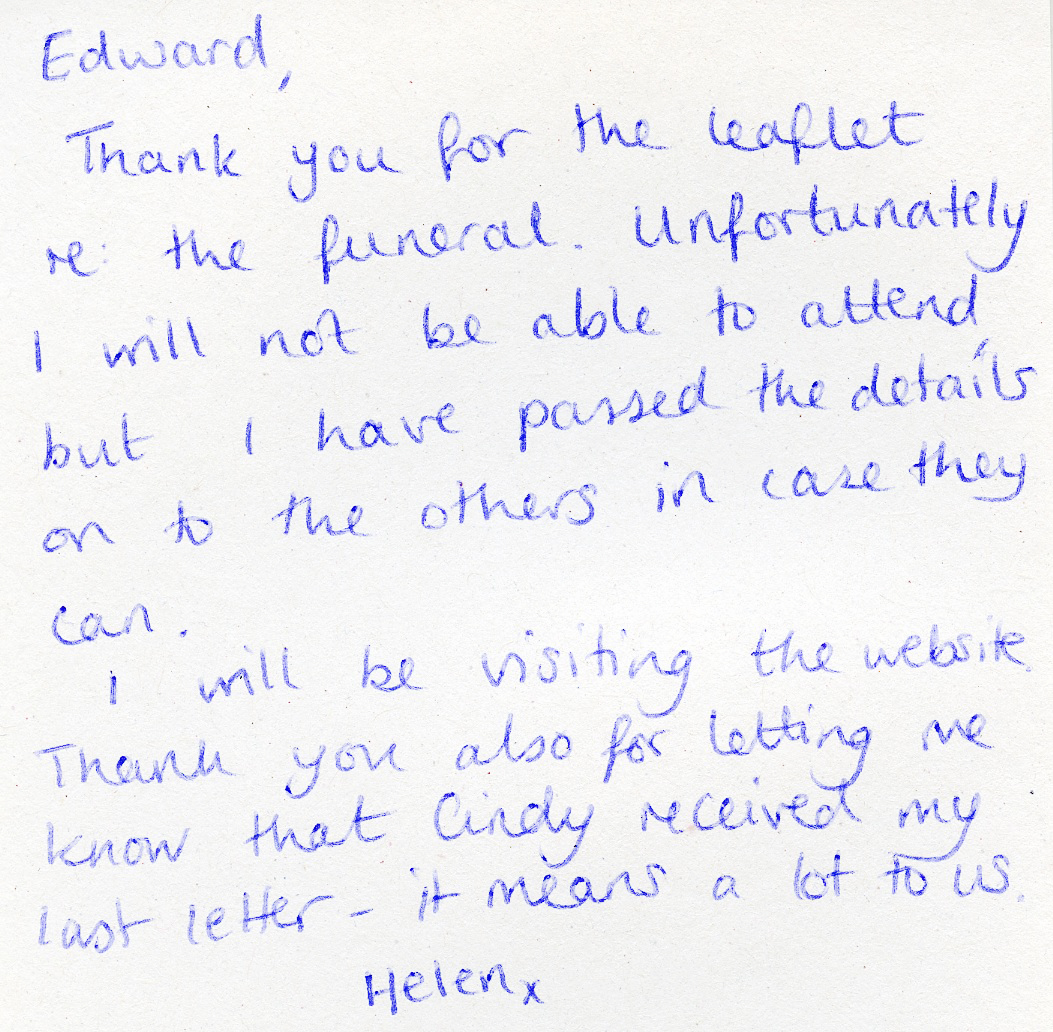 Edward,
Thank you for the leaflet
re: the funeral. Unfortunately
I will not be able to attend,
but I have passed the details
on to the others in case they
can.
I will be visiting the website.
Thank you also for letting me
know that Cindy received my
last letter - it means a lot to us.
Helen x